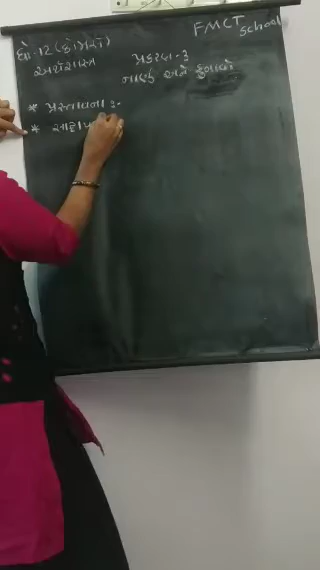 FMCT School
ધો-12 (કોમર્સ)
અર્થશાસ્ત્ર
પ્રકરણ-3
નાણું અને ફુગાવો
* પ્રસ્તાવના :-
*